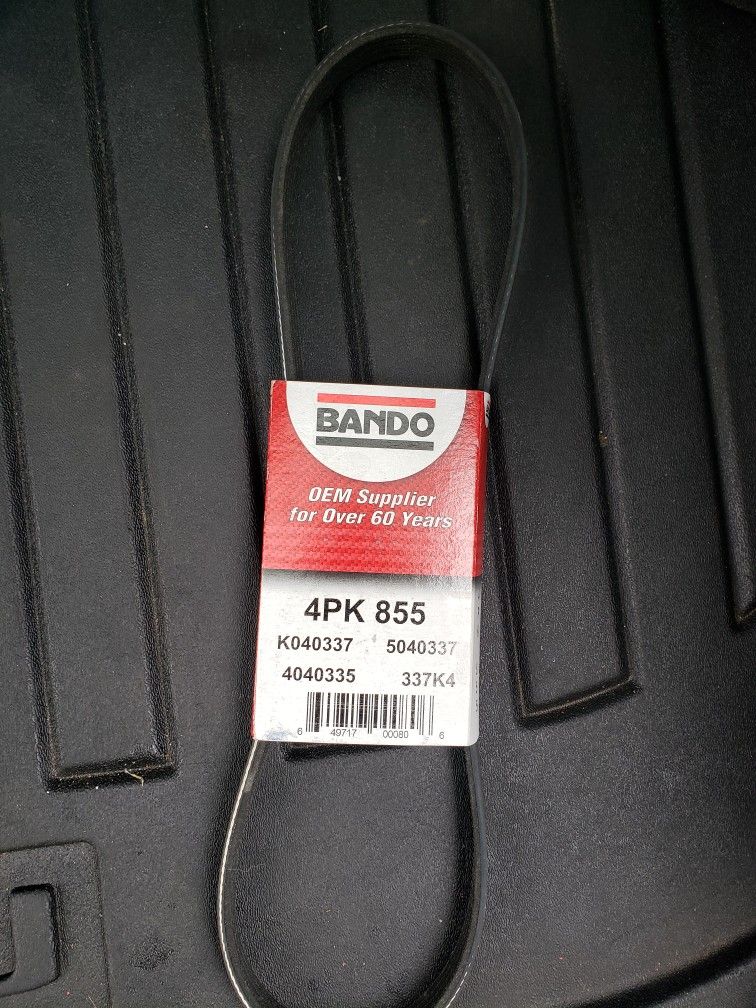 BANDO
OEM Supplier
for Over 60 Years
4PK 855
K040337 5040337
4040335 337K4
6 49717 00080 6